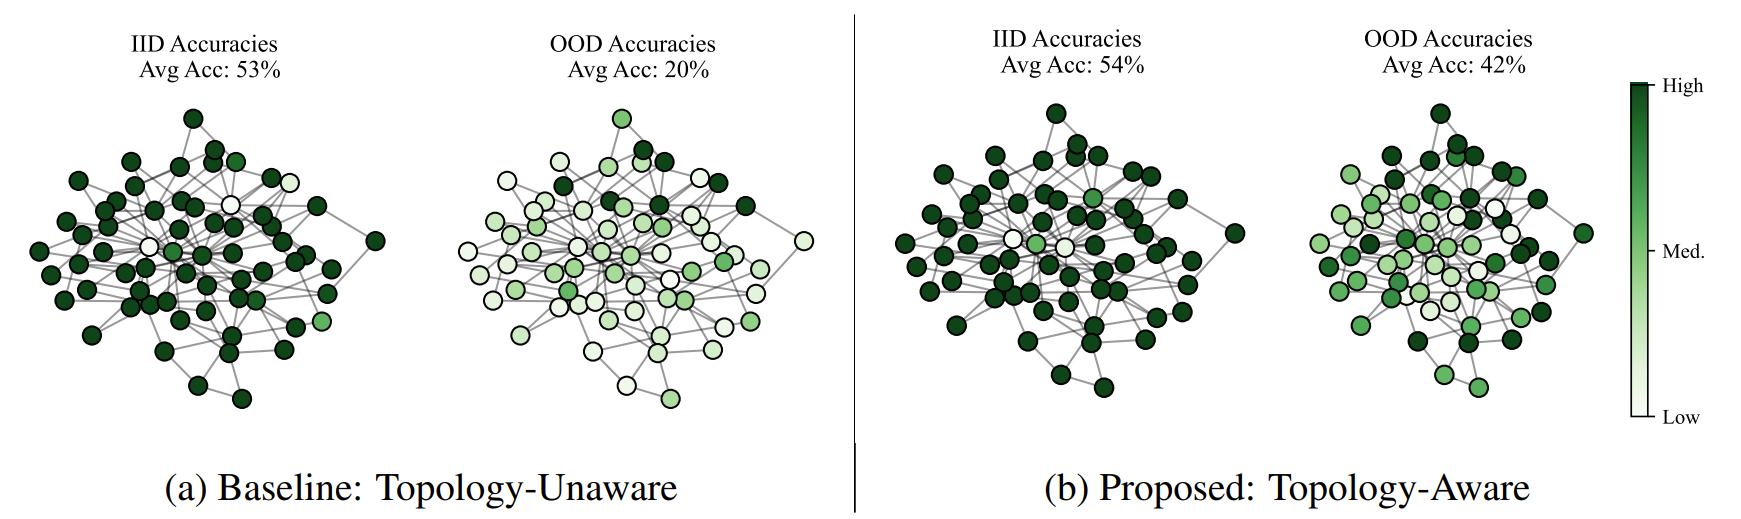 IID Accuracies
Avg Acc: 53%
OOD Accuracies
Avg Acc: 20%
(a) Baseline: Topology-Unaware
IID Accuracies
Avg Acc: 54%
OOD Accuracies
Avg Acc: 42%
High
Med.
Low
(b) Proposed: Topology-Aware